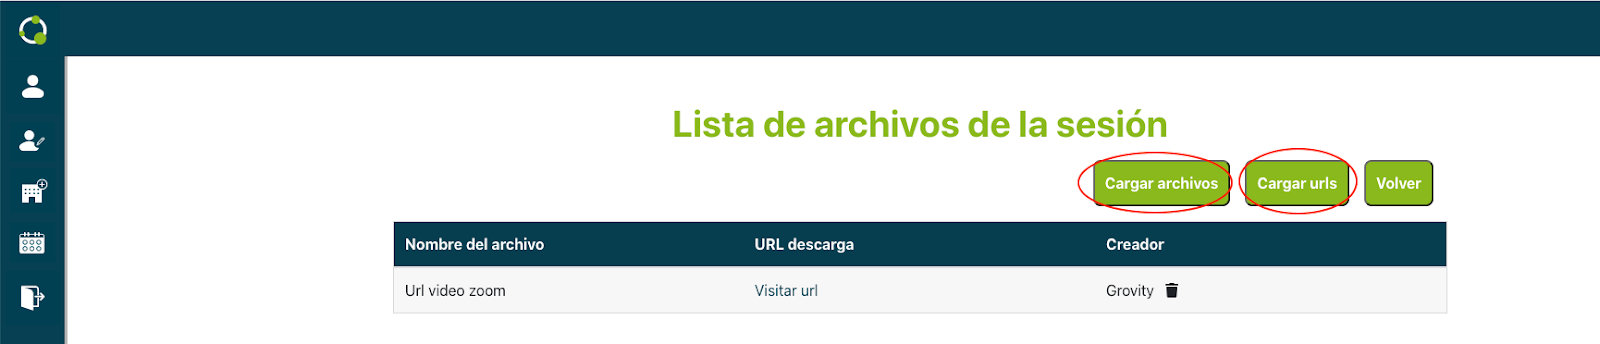 Lista de archivos de la sesión
Cargar archivos Cargar urls Volver
Nombre del archivo URL descarga Creador
Url video zoom Visitar url Grovity